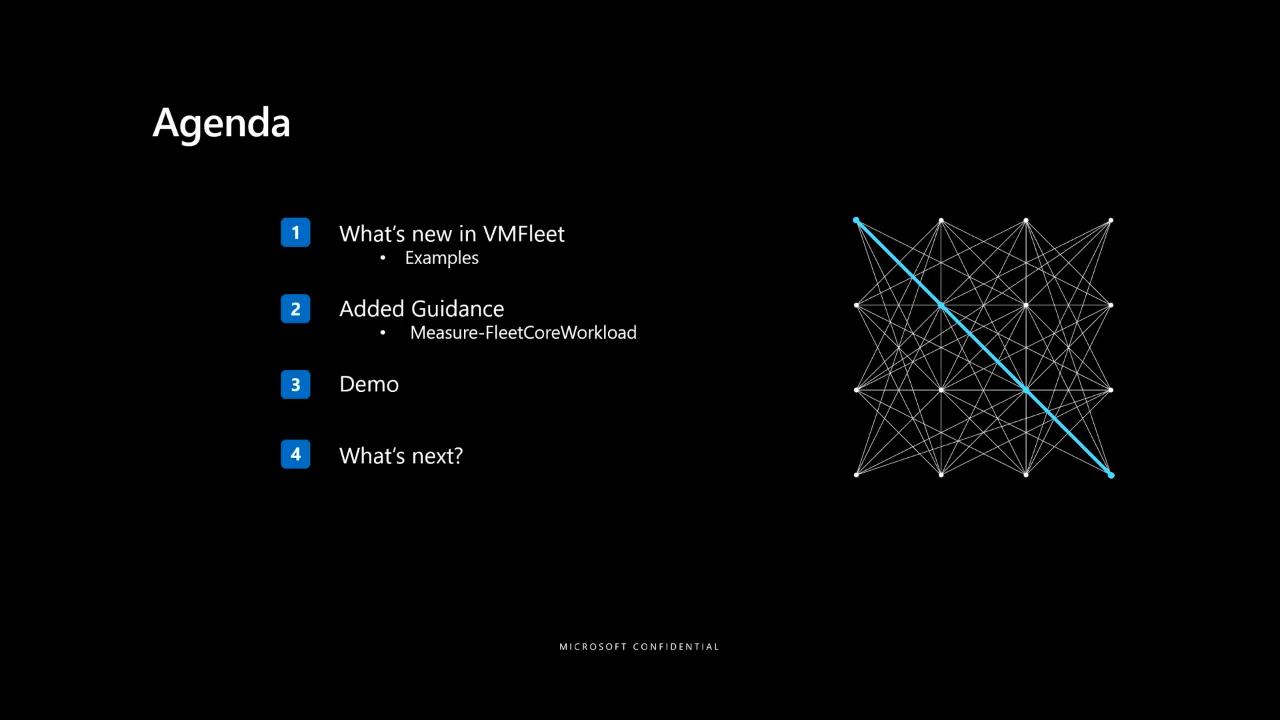 Agenda
1 What's new in VMFleet
• Examples
2 Added Guidance
• Measure-FleetCoreWorkload
3 Demo
4 What's next?
MICROSOFT CONFIDENTIAL